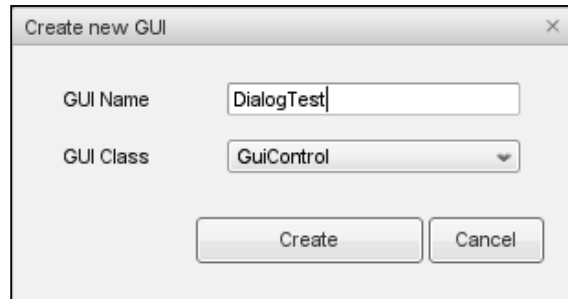 Create new GUI
GUI Name DialogTest
GUI Class GuiControl
Create Cancel